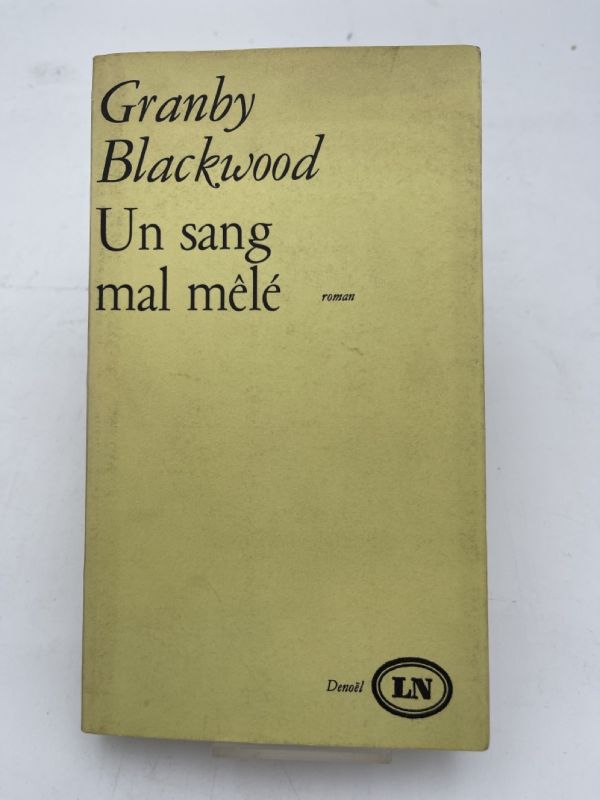 Granby
Blackwood
Un sang
mal mêlé roman
Denoël LN